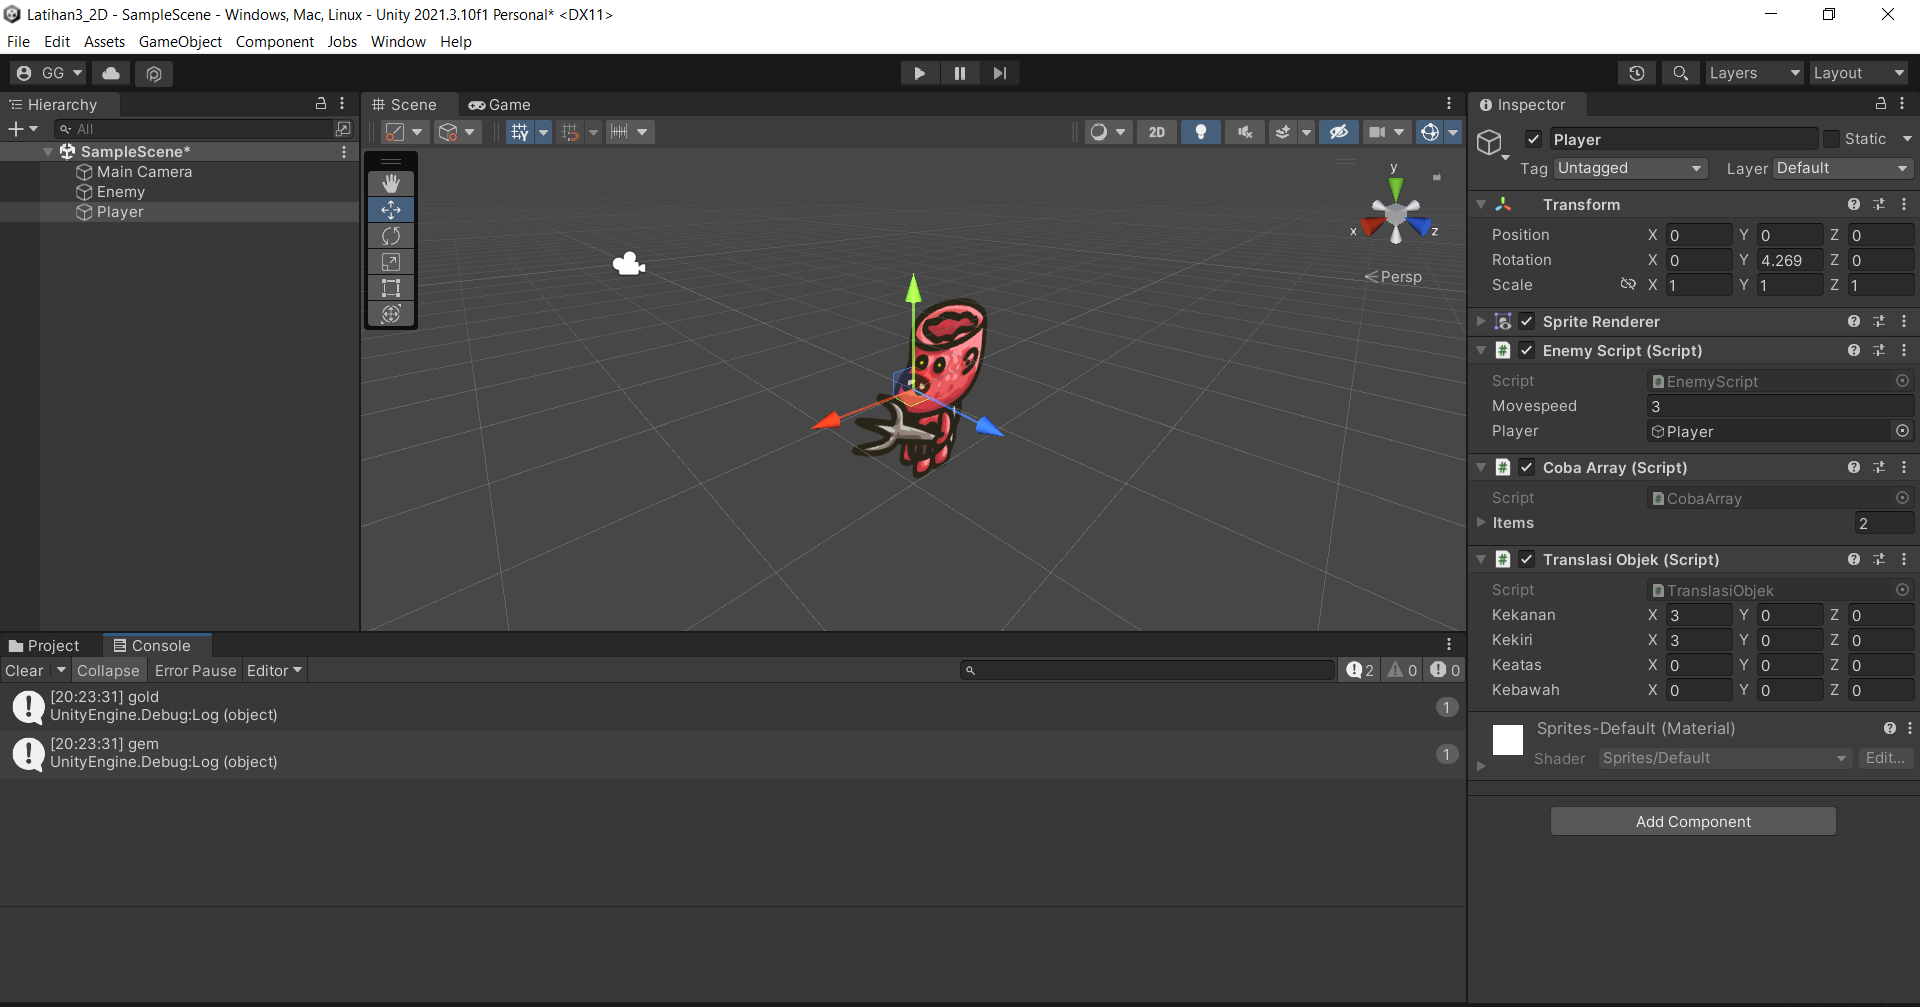 Latihan3_2D - SampleScene - Windows, Mac, Linux - Unity 2021.3.10f1 Personal* <DX11>
File Edit Assets GameObject Component Jobs Window Help
GG Layers Layout
Hierarchy
All
SampleScene*
Main Camera
Enemy
Player
Scene Game
2D
y
x z
Persp
Inspector
Player Static
Tag Untagged Layer Default
Transform
Position X 0 Y 0 Z 0
Rotation X 0 Y 4.269 Z 0
Scale X 1 Y 1 Z 1
Sprite Renderer
# Enemy Script (Script)
Script EnemyScript
Movespeed 3
Player Player
# Coba Array (Script)
Script CobaArray
Items 2
# Translasi Objek (Script)
Script TranslasiObjek
Kekanan X 3 Y 0 Z 0
Kekiri X 3 Y 0 Z 0
Keatas X 0 Y 0 Z 0
Kebawah X 0 Y 0 Z 0
Sprites-Default (Material)
Shader Sprites/Default Edit...
Add Component
Project Console
Clear Collapse Error Pause Editor 2 0 0
[20:23:31] gold
UnityEngine.Debug:Log (object) 1
[20:23:31] gem
UnityEngine.Debug:Log (object) 1